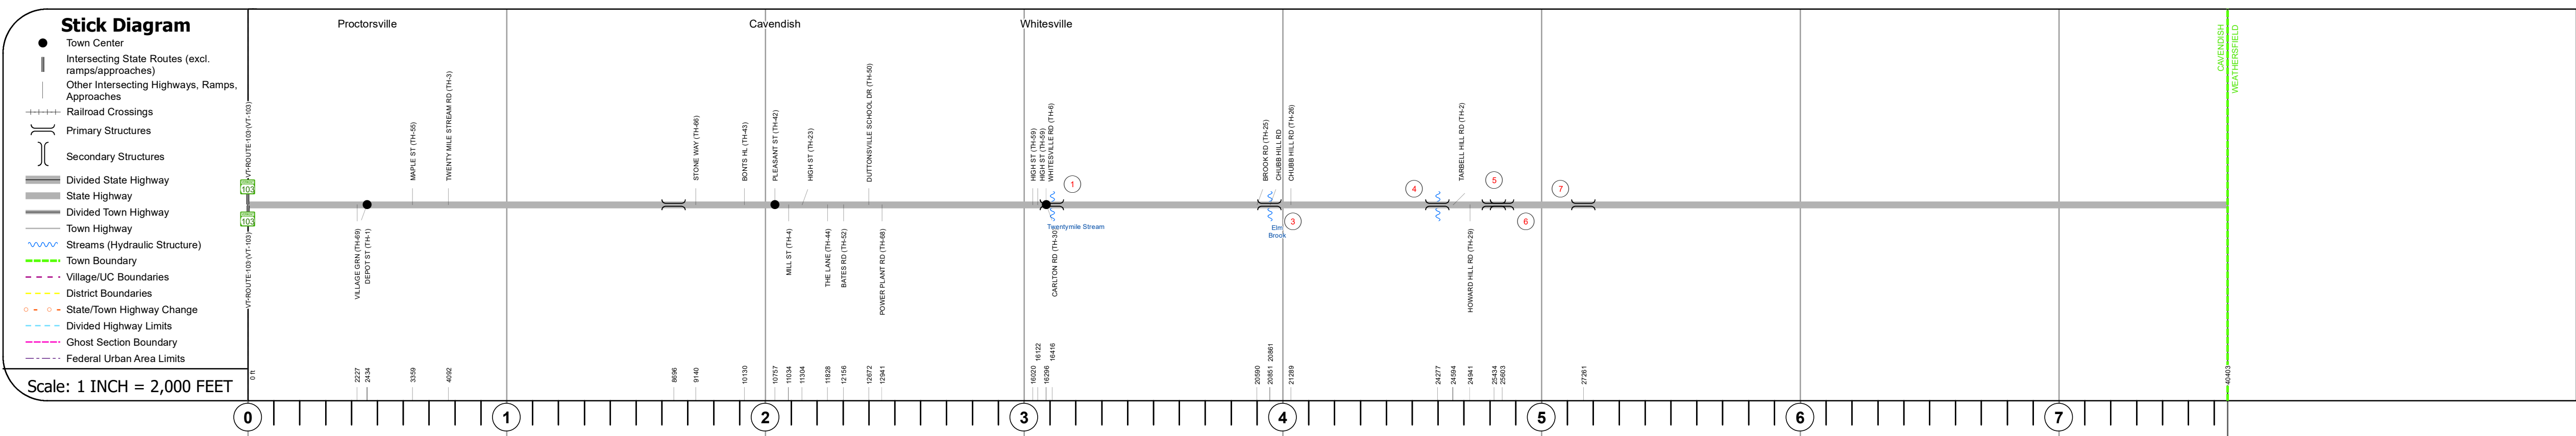 Stick Diagram
Town Center
Intersecting State Routes (excl.
ramps/approaches)
Other Intersecting Highways, Ramps,
Approaches
Railroad Crossings
Primary Structures
Secondary Structures
Divided State Highway
State Highway
Divided Town Highway
Town Highway
Streams (Hydraulic Structure)
Town Boundary
Village/UC Boundaries
District Boundaries
State/Town Highway Change
Divided Highway Limits
Ghost Section Boundary
Federal Urban Area Limits
Scale: 1 INCH = 2,000 FEET
Proctorsville
Cavendish
Whitesville
VT-ROUTE-103 (VT-103)
MAPLE ST (TH-55)
TWENTY MILE STREAM RD (TH-3)
STONE WAY (TH-66)
BONTS HL (TH-43)
PLEASANT ST (TH-42)
HIGH ST (TH-23)
DUTTONSVILLE SCHOOL DR (TH-50)
HIGH ST (TH-59)
HIGH ST (TH-59)
WHITESVILLE RD (TH-6)
BROOK RD (TH-25)
CHUBB HILL RD
CHUBB HILL RD (TH-26)
TARBELL HILL RD (TH-2)
CAVENDISH
WEATHERSFIELD
103
103
1
3
4
5
6
7
VT-ROUTE-103 (VT-103)
VILLAGE GRN (TH-69)
DEPOT ST (TH-1)
MILL ST (TH-4)
THE LANE (TH-44)
BATES RD (TH-52)
POWER PLANT RD (TH-68)
Twentymile Stream
CARLTON RD (TH-30)
Elm
Brook
HOWARD HILL RD (TH-29)
0 ft
2227
2434
3359
4092
8696
9140
10130
10757
11034
11304
11828
12156
12672
12941
16020
16122
16296
16416
20590
20851
20861
21289
24277
24594
24941
25434
25603
27261
40403
0
1
2
3
4
5
6
7